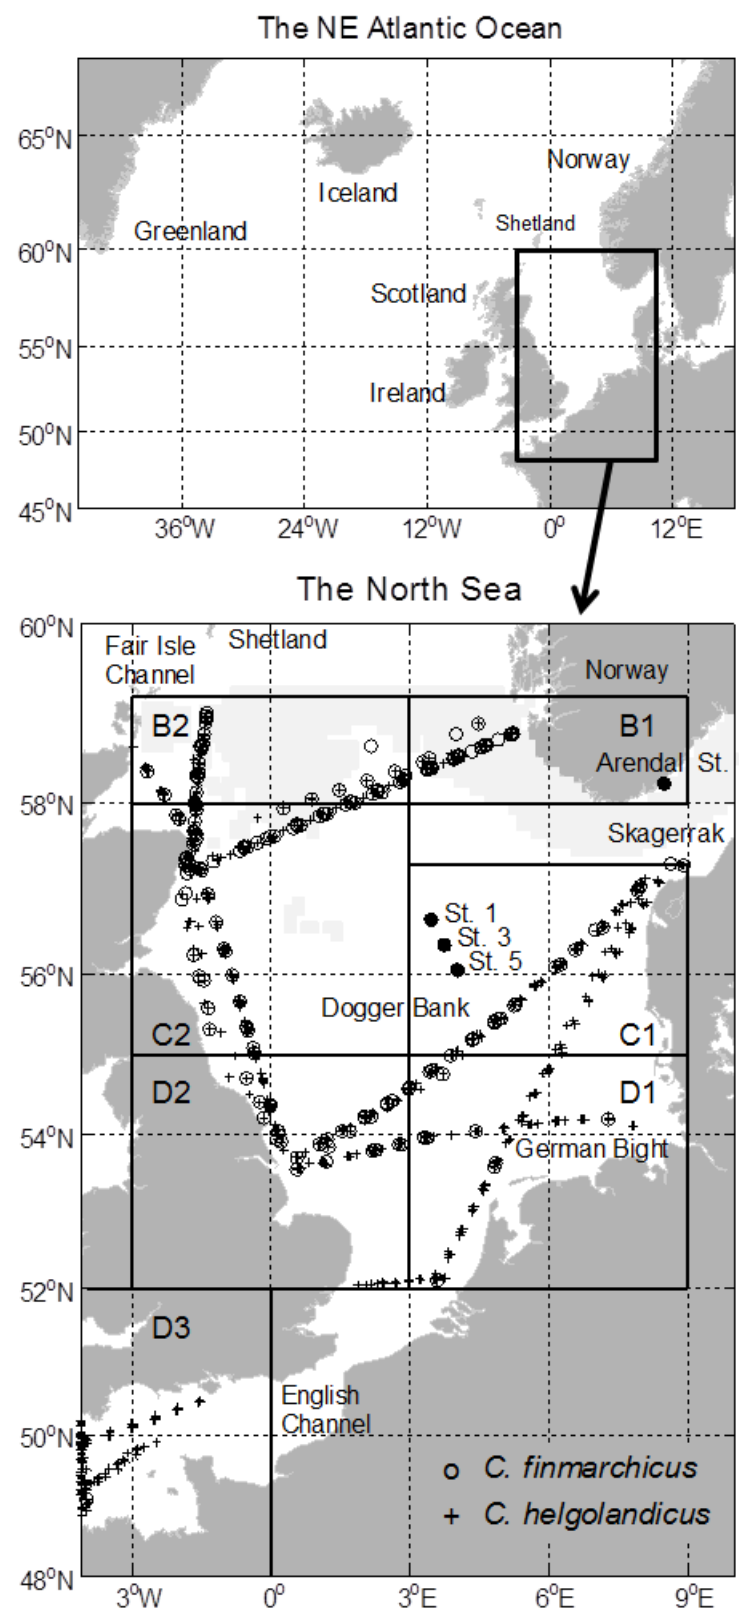 The NE Atlantic Ocean
65°N
Norway
Iceland
Greenland
Shetland
60°N
Scotland
55°N
Ireland
50°N
45°N
36°W 24°W 12°W 0° 12°E
The North Sea
60°N
Fair Isle
Channel
Shetland
Norway
B2
B1
Arendal St.
58°N
Skagerrak
St. 1
St. 3
St. 5
56°N
Dogger Bank
C2
C1
D2
D1
54°N
German Bight
52°N
D3
English
Channel
50°N
C. finmarchicus
C. helgolandicus
48°N
3°W 0° 3°E 6°E 9°E